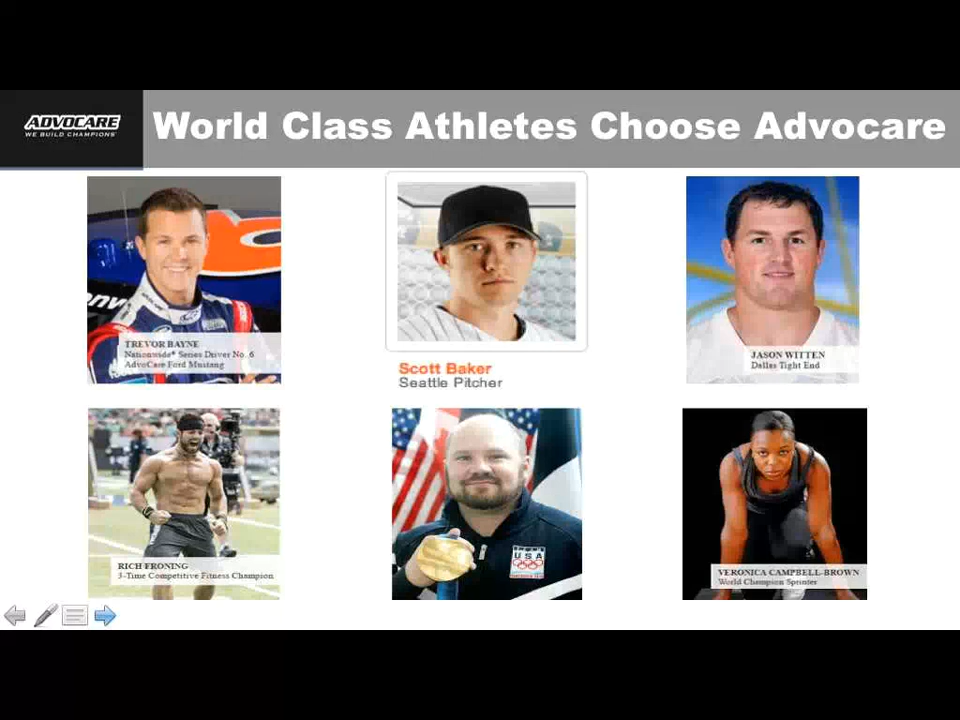 ADVOCARE
WE BUILD CHAMPIONS
World Class Athletes Choose Advocare
TREVOR BAYNE
Nationwide® Series Driver No. 6
AdvoCare Ford Mustang
Scott Baker
Seattle Pitcher
JASON WITTEN
Dallas Tight End
RICH FRONING
3-Time Competitive Fitness Champion
USA
VERONICA CAMPBELL-BROWN
World Champion Sprinter